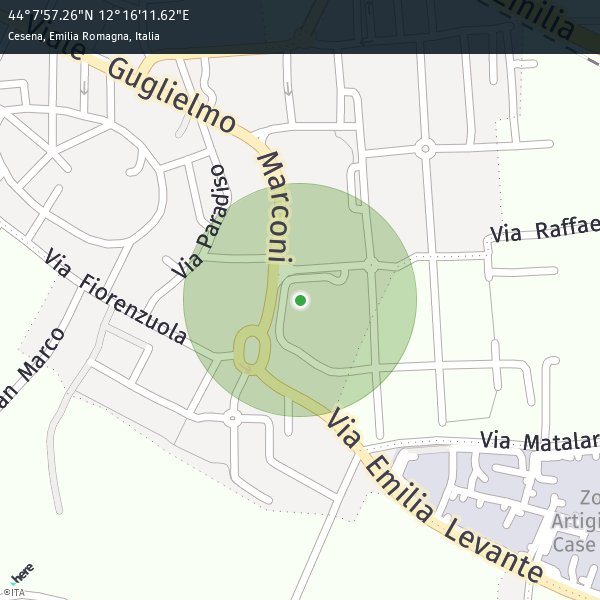 44°7'57.26"N 12°16'11.62"E
Cesena, Emilia Romagna, Italia
Emilia
Viale Guglielmo Marconi
Via Paradiso
Via Raffae
Via Fiorenzuola
an Marco
Via Matalar
Via Emilia Levante
Zo
Artigi
Case
here
©ITA